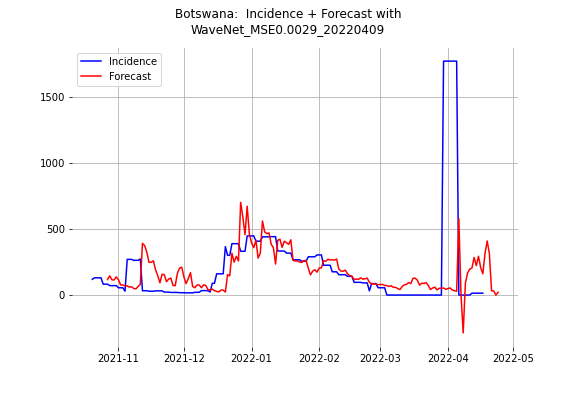 Botswana:  Incidence + Forecast with
WaveNet_MSE0.0029_20220409
Incidence
Forecast
1500
1000
500
0
2021-11
2021-12
2022-01
2022-02
2022-03
2022-04
2022-05